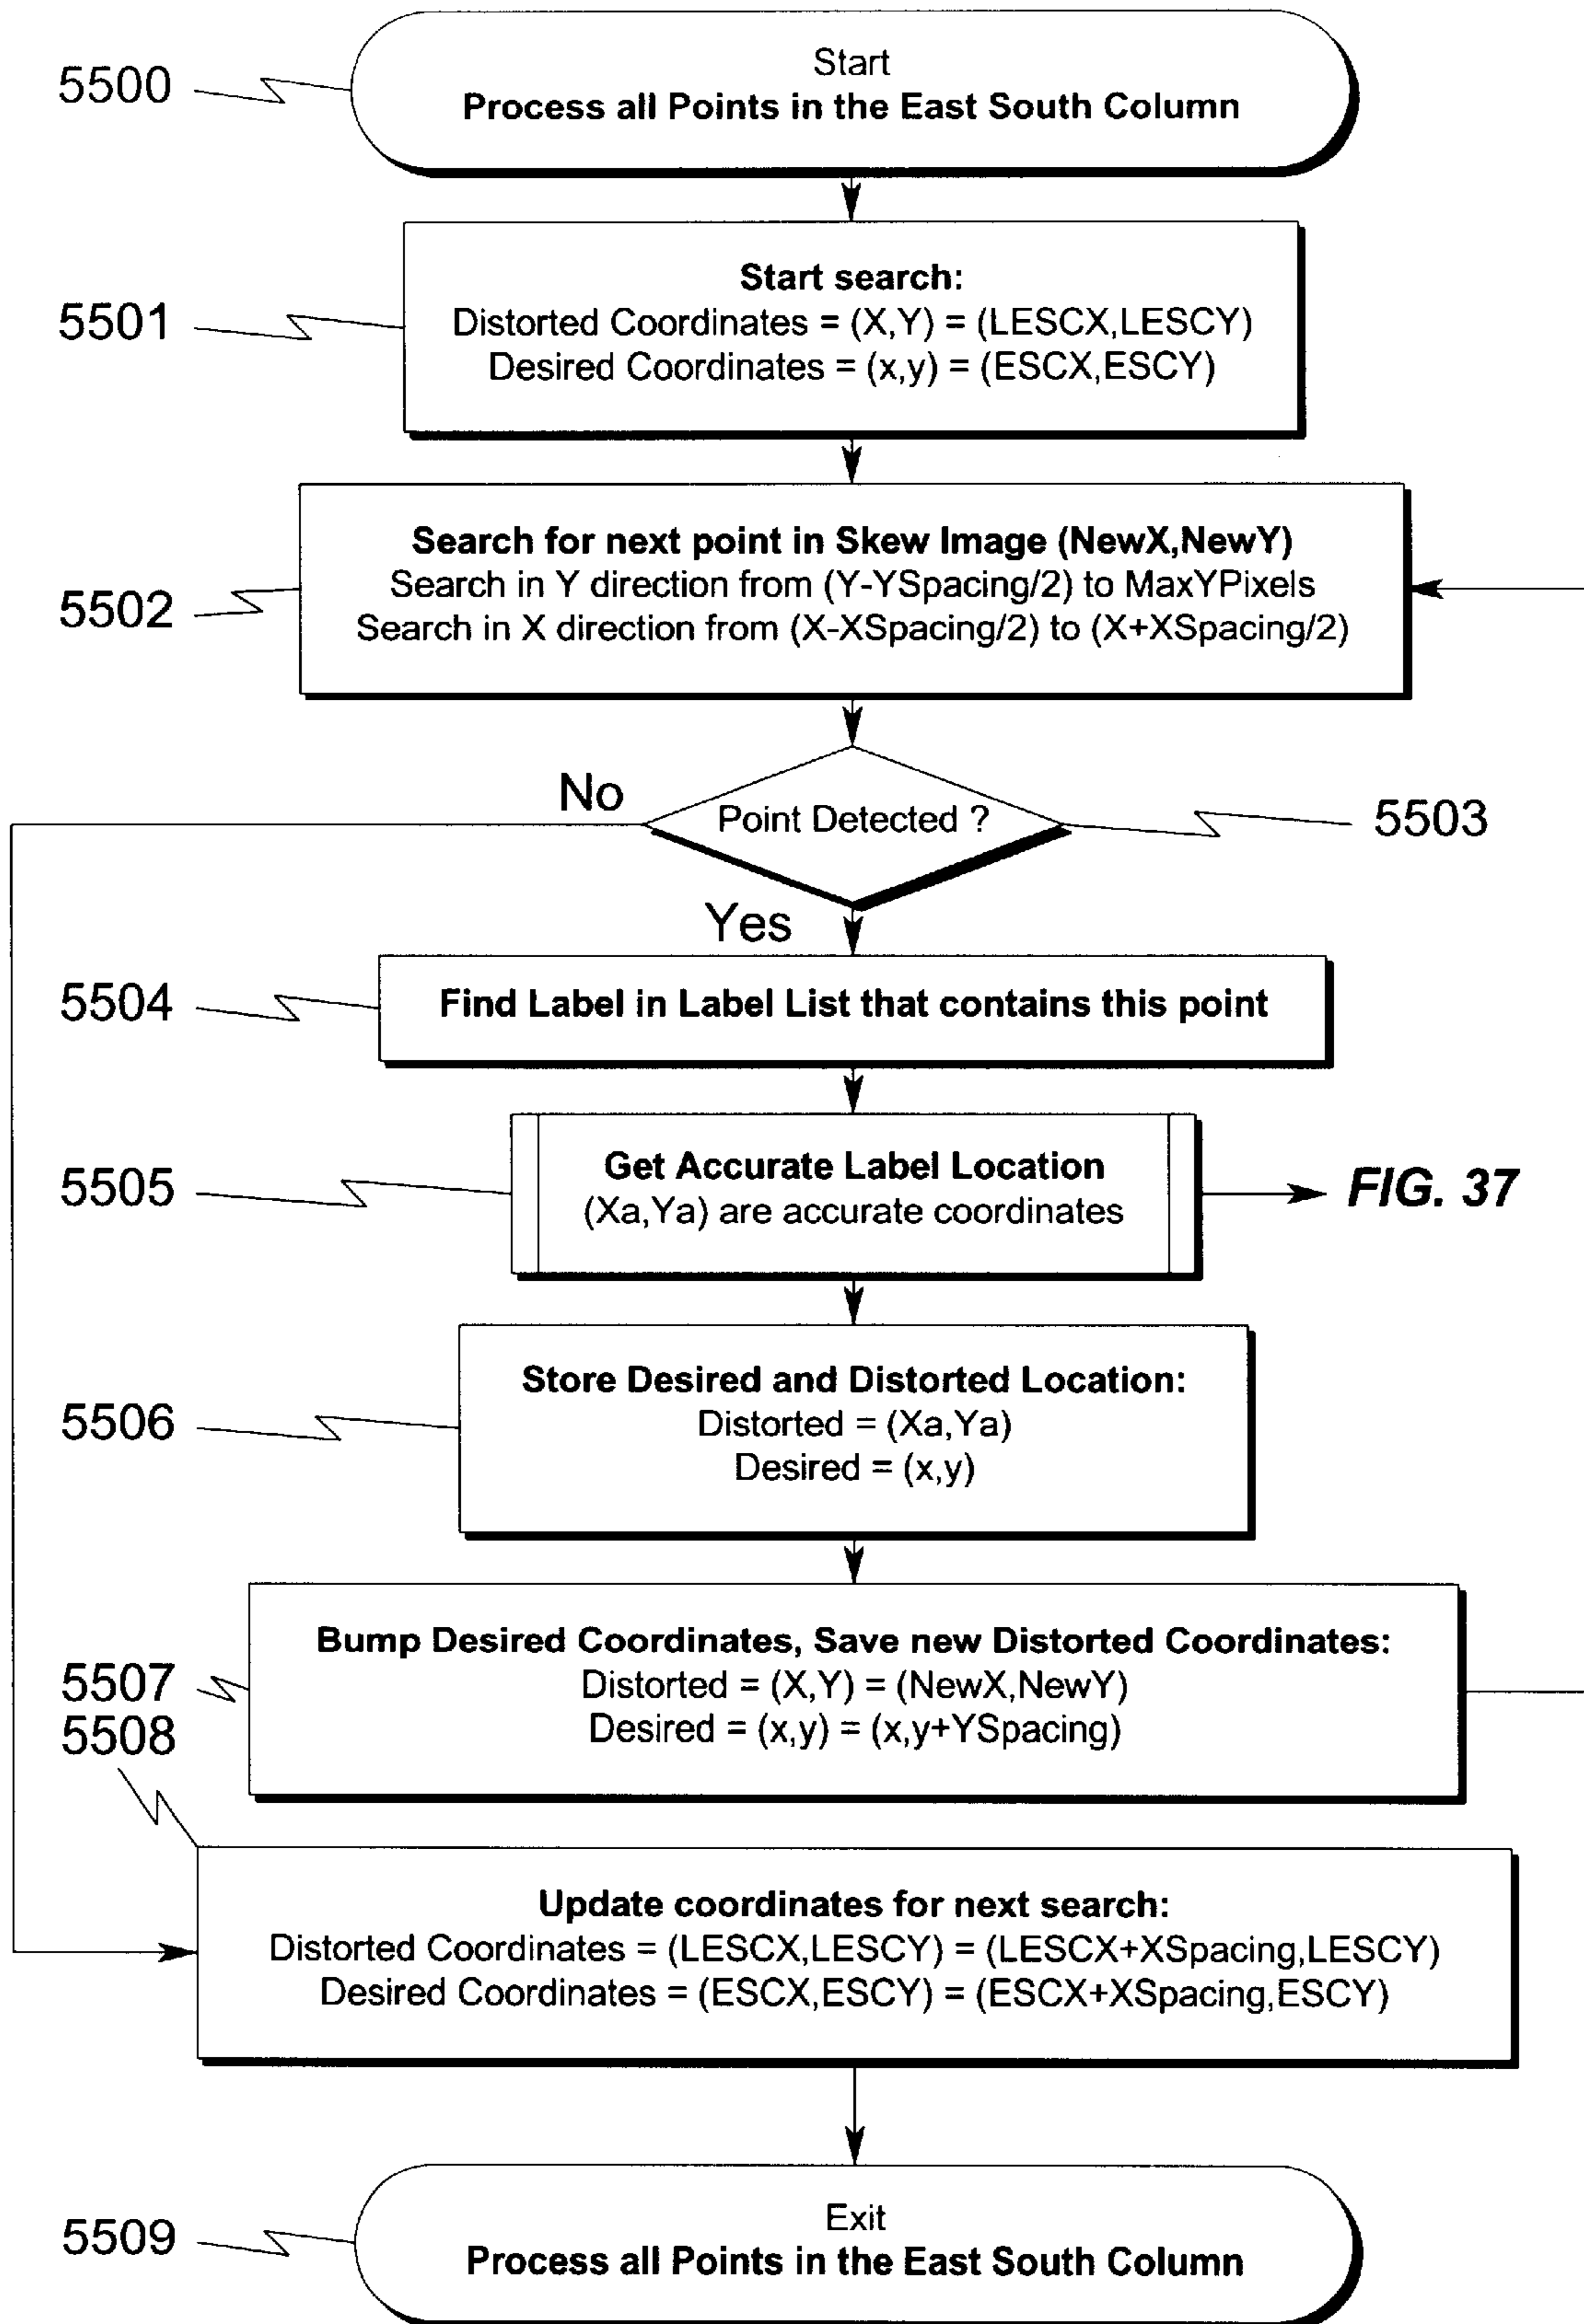 5500
Start
Process all Points in the East South Column
5501
Start search:
Distorted Coordinates = (X,Y) = (LESCX,LESCY)
Desired Coordinates = (x,y) = (ESCX,ESCY)
5502
Search for next point in Skew Image (NewX,NewY)
Search in Y direction from (Y-YSpacing/2) to MaxYPixels
Search in X direction from (X-XSpacing/2) to (X+XSpacing/2)
No
Point Detected ?
5503
Yes
5504
Find Label in Label List that contains this point
5505
Get Accurate Label Location
(Xa,Ya) are accurate coordinates
FIG. 37
5506
Store Desired and Distorted Location:
Distorted = (Xa,Ya)
Desired = (x,y)
5507
Bump Desired Coordinates, Save new Distorted Coordinates:
Distorted = (X,Y) = (NewX,NewY)
Desired = (x,y) = (x,y+YSpacing)
5508
Update coordinates for next search:
Distorted Coordinates = (LESCX,LESCY) = (LESCX+XSpacing,LESCY)
Desired Coordinates = (ESCX,ESCY) = (ESCX+XSpacing,ESCY)
5509
Exit
Process all Points in the East South Column